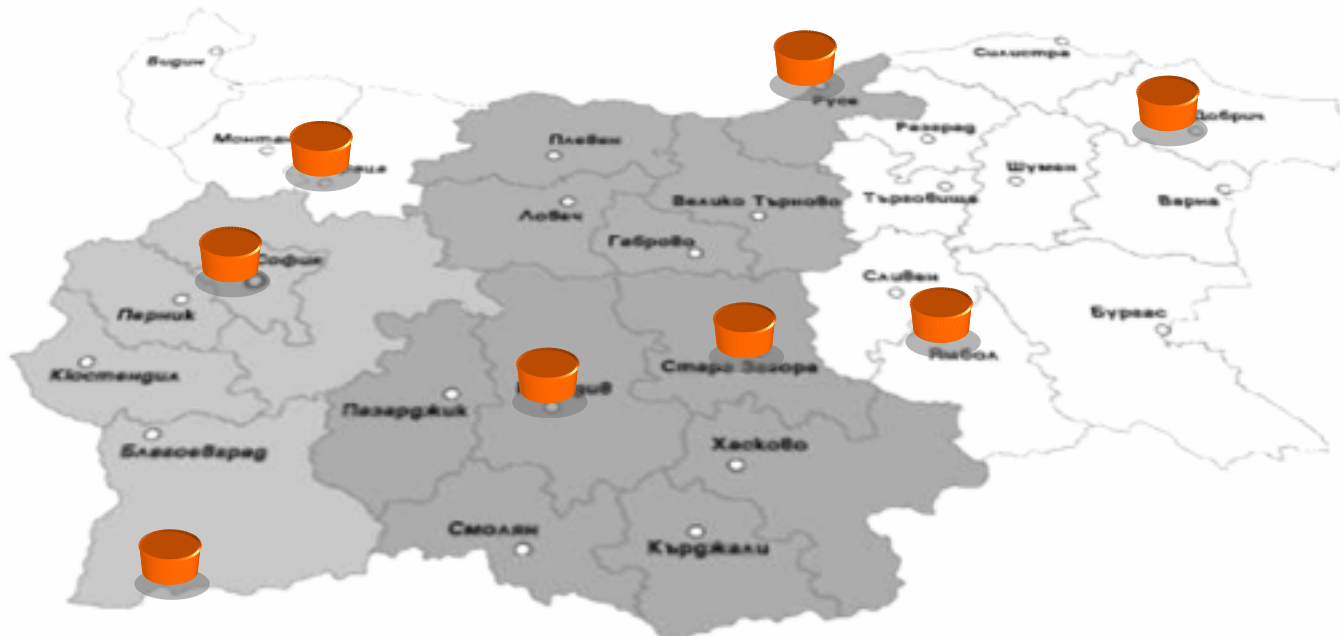 Видин
Силистра
Русе
Добрич
Монтана
Плевен
Разград
Шумен
Ловеч
Велико Търново
Търговище
Варна
Габрово
София
Сливен
Перник
Бургас
Ямбол
Кюстендил
Стара Загора
Пазарджик
Хасково
Благоевград
Смолян
Кърджали